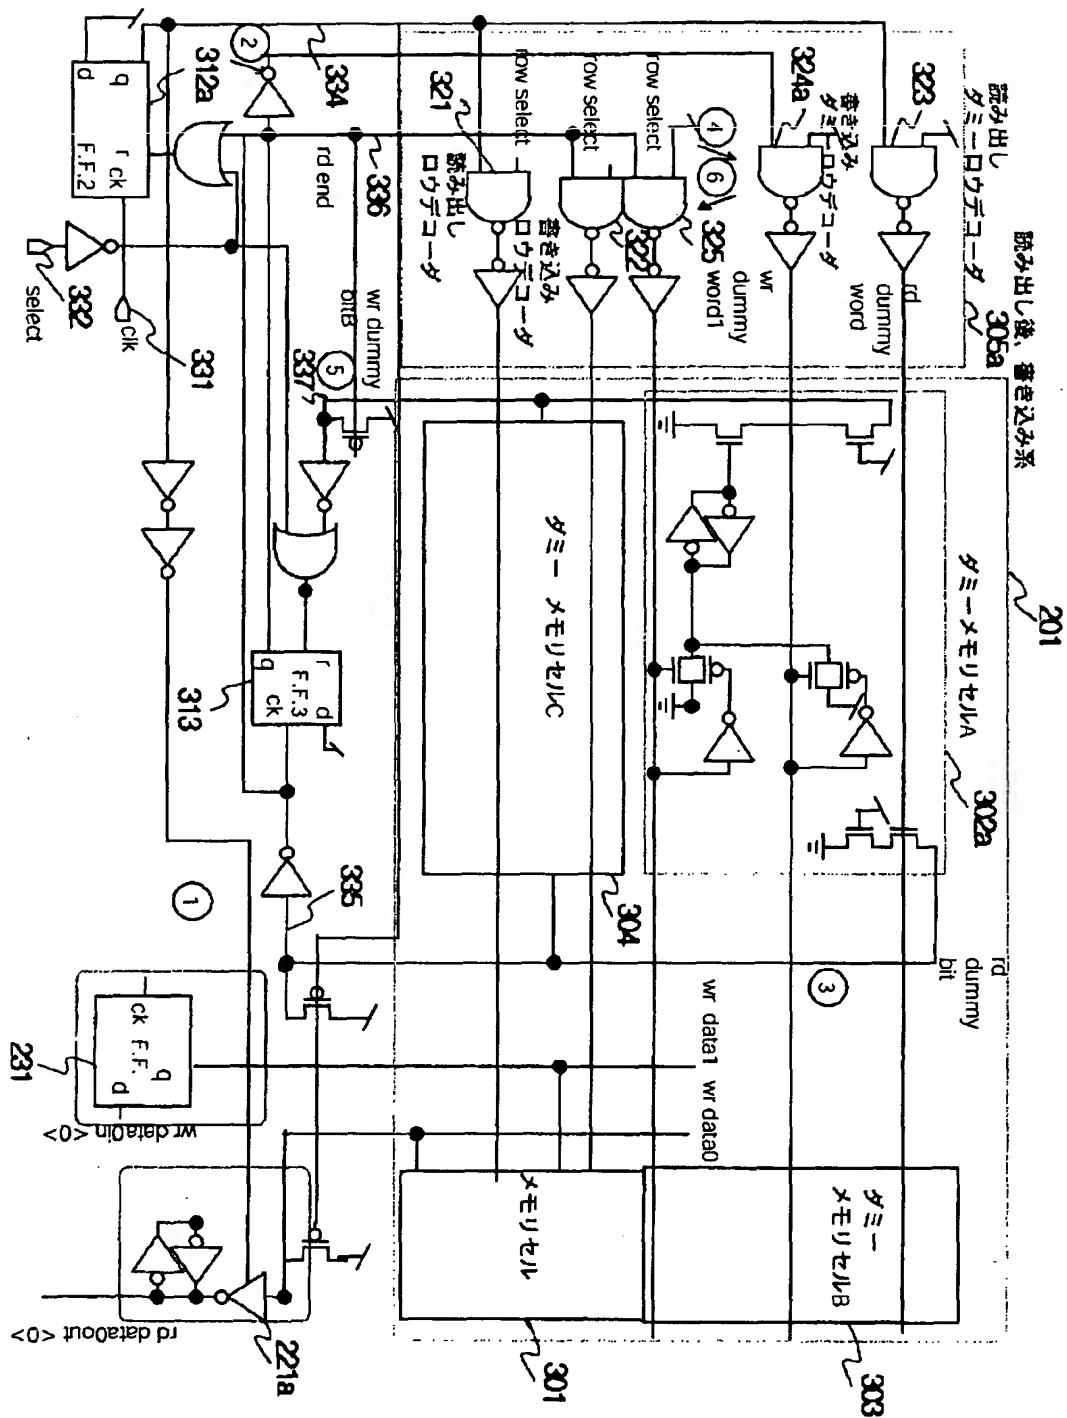 読み出し後、書き込み系
201
読み出し
ダミーロウデコーダ
305a
323
324a
書き込み
ダミーロウデコーダ
rd
dummy
word
wr
dummy
word1
4
6
325
row select
row select
row select
322
321
書き込み
ロウデコーダ
読み出し
ロウデコーダ
ダミーメモリセルA
302a
ダミー メモリセルC
304
rd
dummy
bit
3
wr data1
wr data0
ダミー
メモリセルB
303
メモリセル
301
2
334
336
rd end
wr dummy
bitB
5
337
312a
q
d
r
ck
F.F.2
332
select
331
clk
r
q
F.F.3
d
ck
313
335
1
ck
F.F.
q
d
231
wr data0in <0>
221a
rd data0out <0>